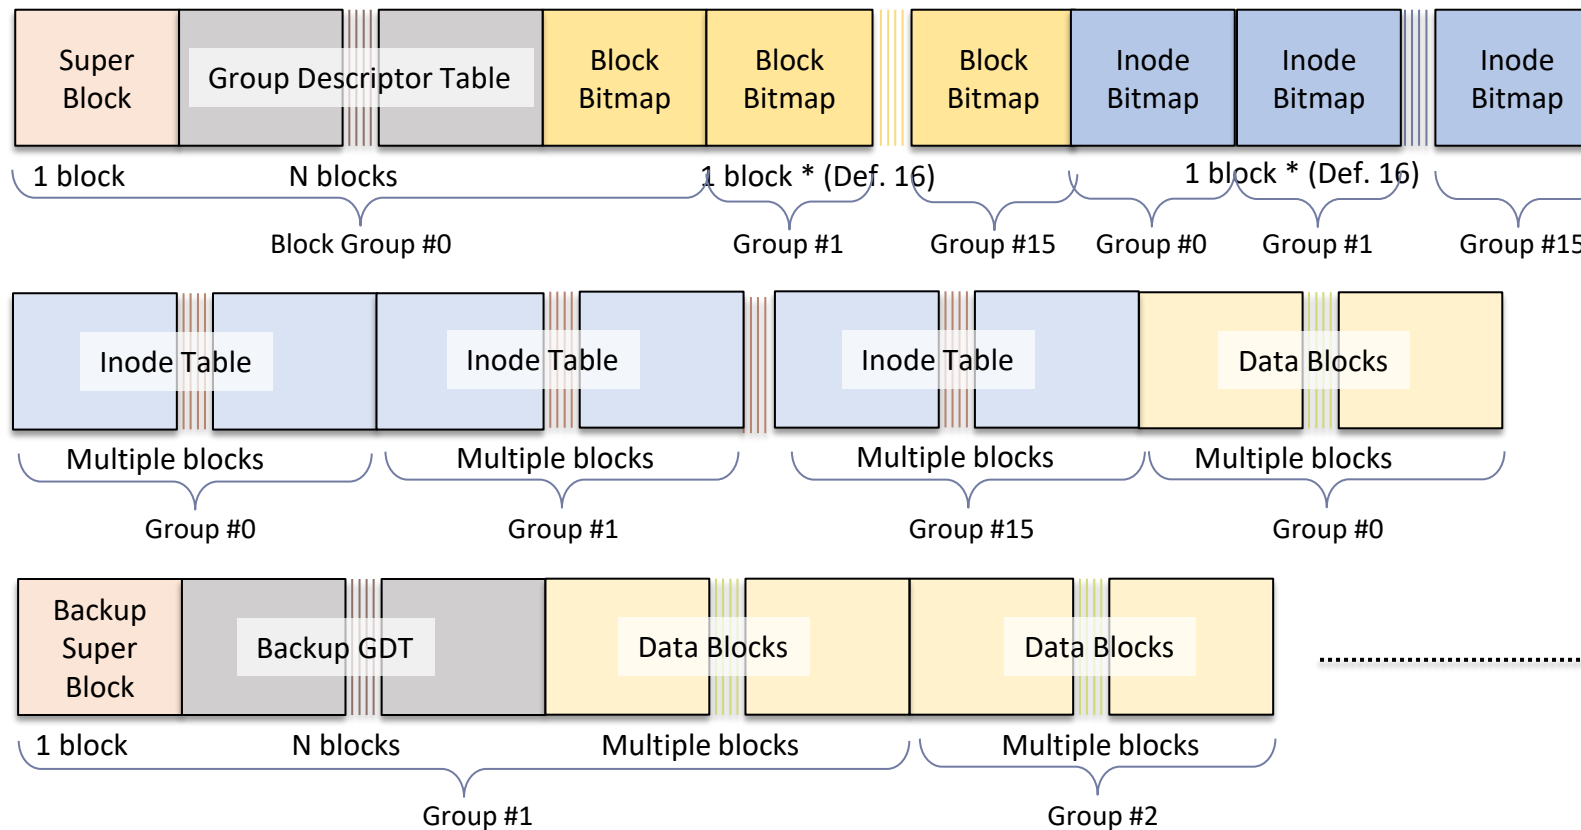 Super
Block
Group Descriptor Table
Block
Bitmap
Block
Bitmap
Block
Bitmap
Inode
Bitmap
Inode
Bitmap
Inode
Bitmap
1 block
N blocks
1 block * (Def. 16)
1 block * (Def. 16)
Block Group #0
Group #1
Group #15
Group #0
Group #1
Group #15
Inode Table
Inode Table
Inode Table
Data Blocks
Multiple blocks
Multiple blocks
Multiple blocks
Multiple blocks
Group #0
Group #1
Group #15
Group #0
Backup
Super
Block
Backup GDT
Data Blocks
Data Blocks
1 block
N blocks
Multiple blocks
Multiple blocks
Group #1
Group #2